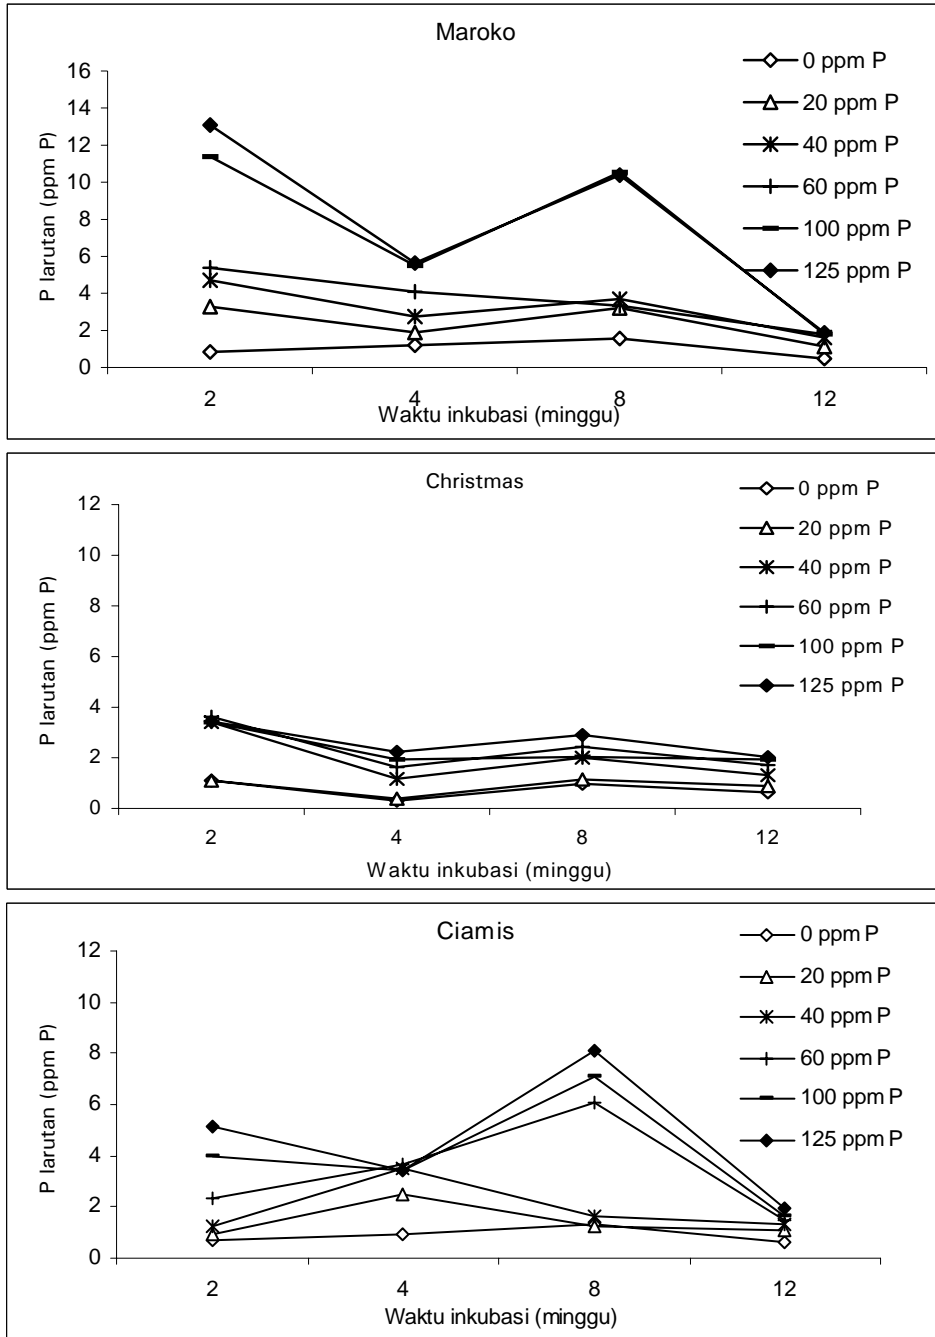 Maroko
P larutan (ppm P)
16
14
12
10
8
6
4
2
0
2 4 8 12
Waktu inkubasi (minggu)
0 ppm P
20 ppm P
40 ppm P
60 ppm P
100 ppm P
125 ppm P
Christmas
P larutan (ppm P)
12
10
8
6
4
2
0
2 4 8 12
Waktu inkubasi (minggu)
0 ppm P
20 ppm P
40 ppm P
60 ppm P
100 ppm P
125 ppm P
Ciamis
P larutan (ppm P)
12
10
8
6
4
2
0
2 4 8 12
Waktu inkubasi (minggu)
0 ppm P
20 ppm P
40 ppm P
60 ppm P
100 ppm P
125 ppm P